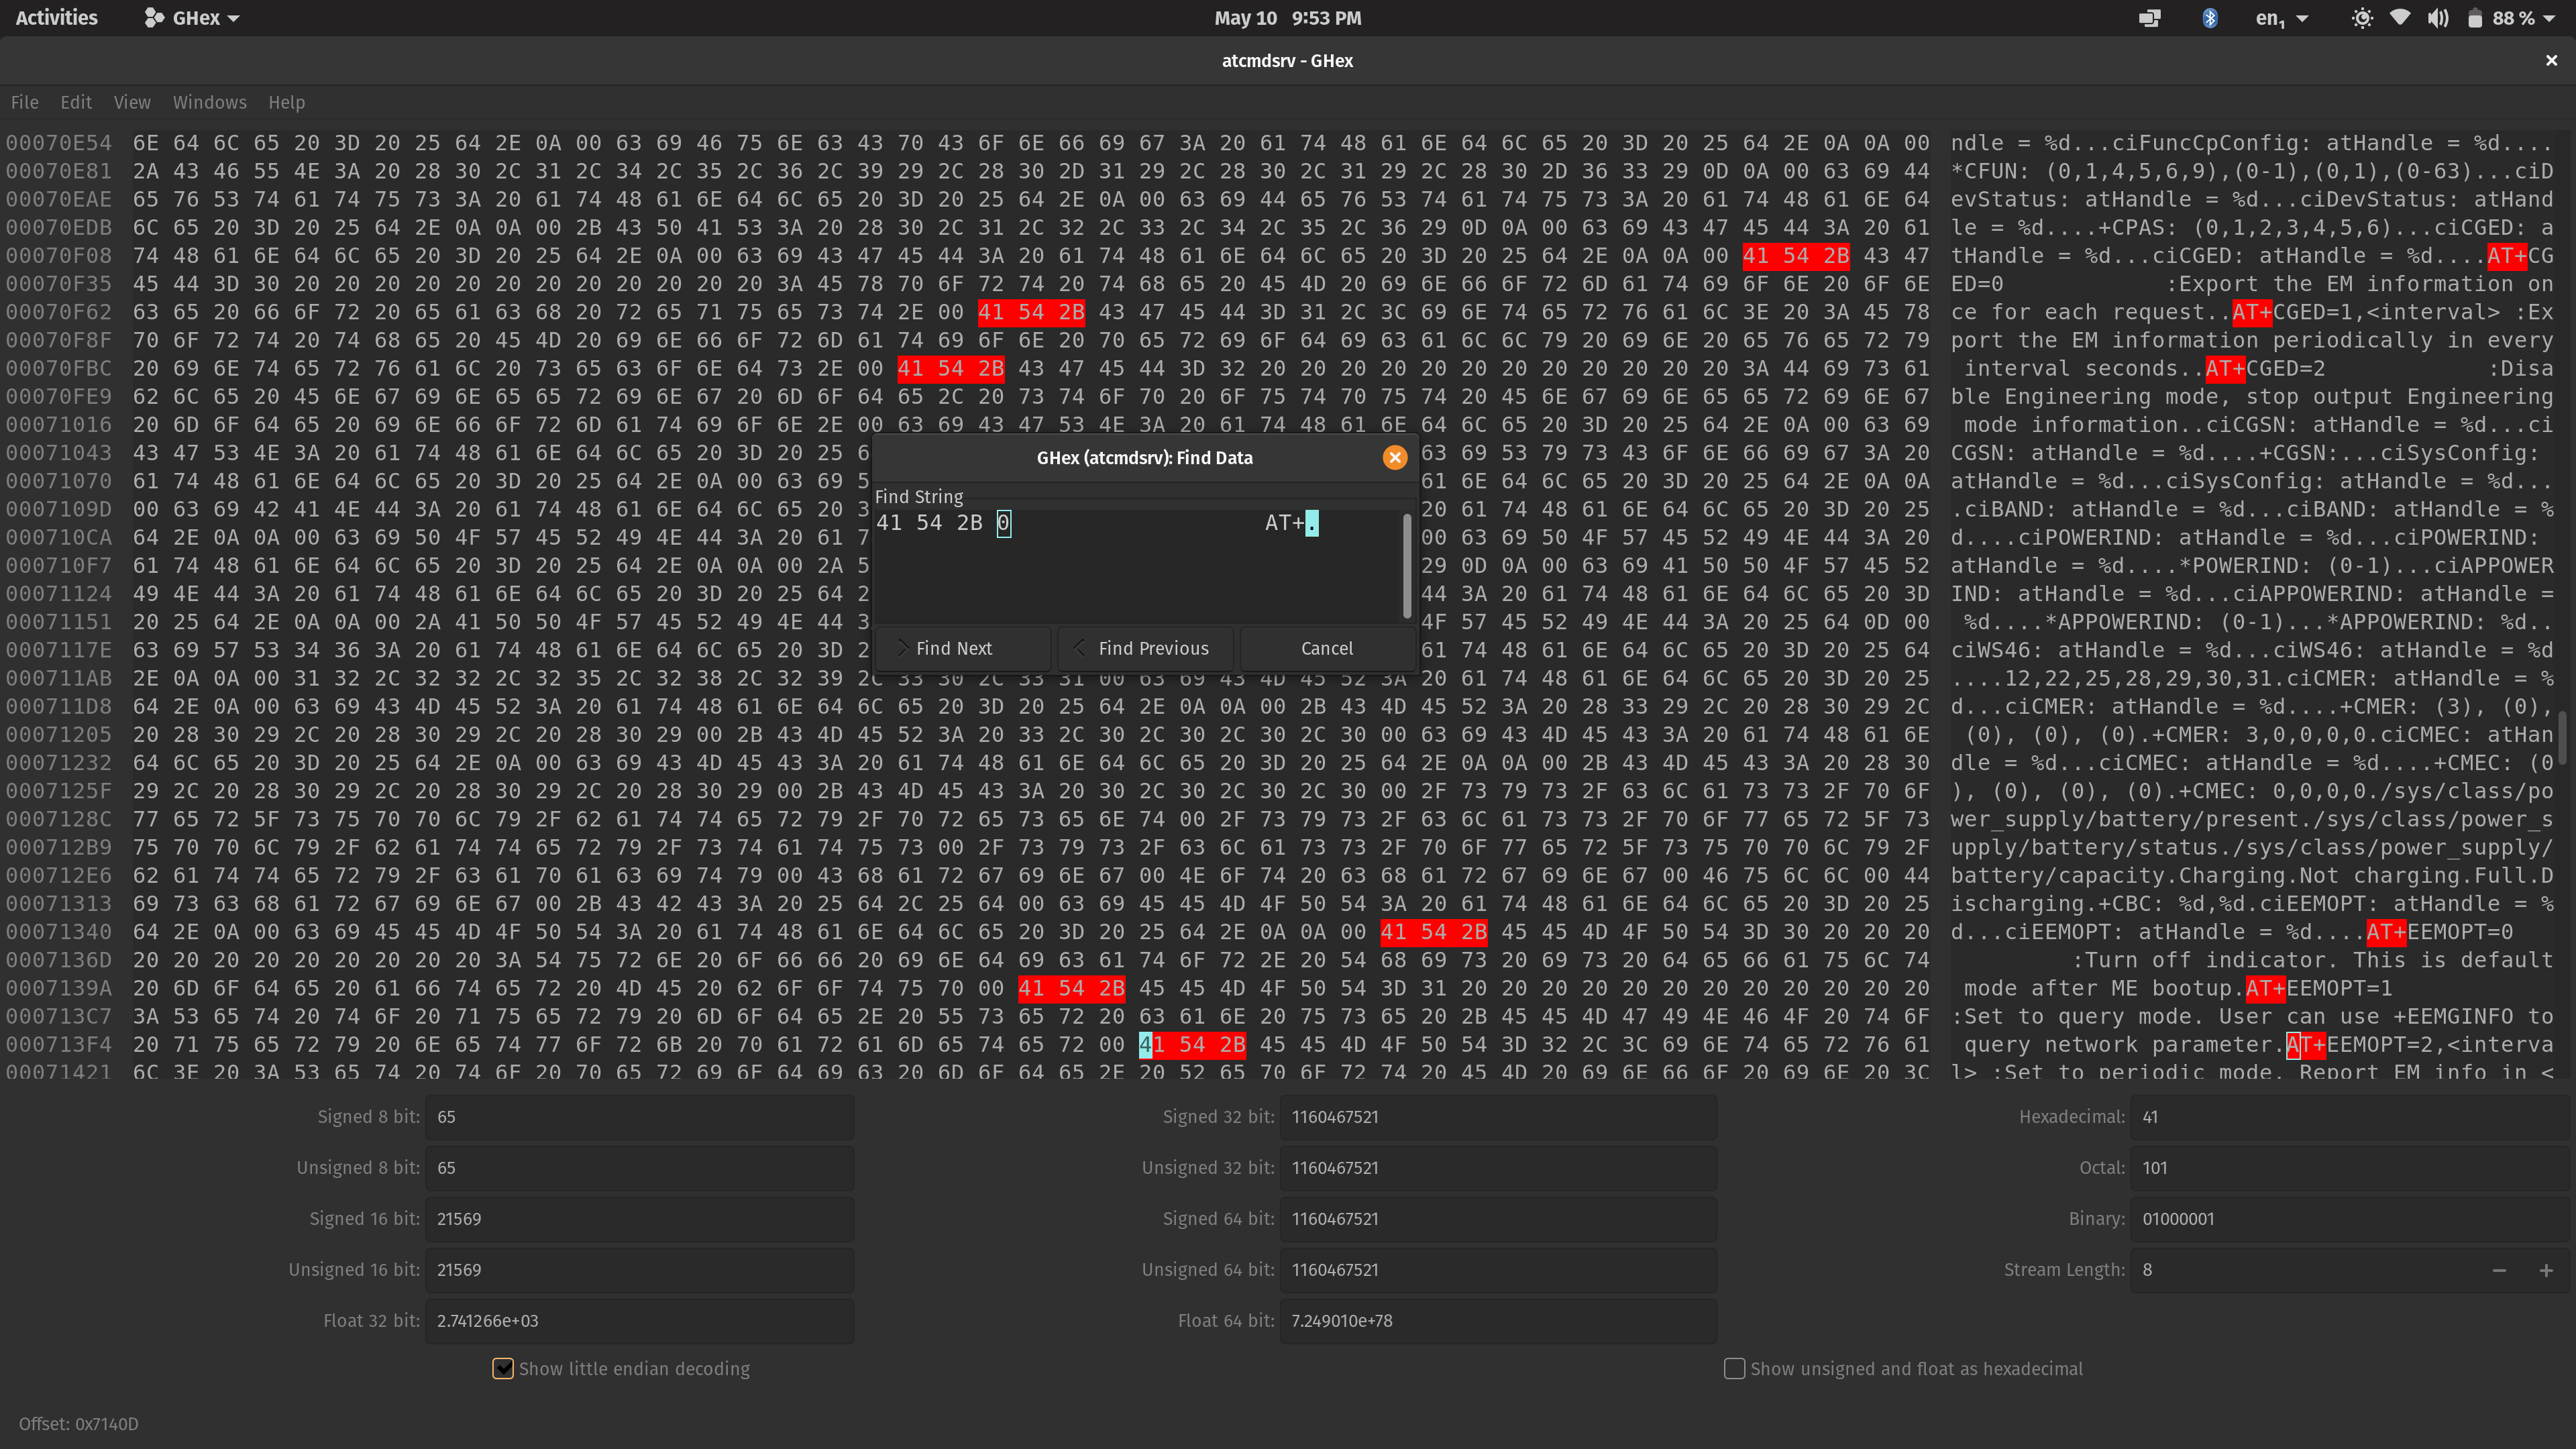 Activities GHex May 10 9:53 PM en1 88 %
atcmdsrv - GHex
File Edit View Windows Help
00070E54 6E 64 6C 65 20 3D 20 25 64 2E 0A 00 63 69 46 75 6E 63 43 70 43 6F 6E 66 69 67 3A 20 61 74 48 61 6E 64 6C 65 20 3D 20 25 64 2E 0A 0A 00 ndle = %d...ciFuncCpConfig: atHandle = %d....
00070E81 2A 43 46 55 4E 3A 20 28 30 2C 31 2C 34 2C 35 2C 36 2C 39 29 2C 28 30 2D 31 29 2C 28 30 2C 31 29 2C 28 30 2D 36 33 29 0D 0A 00 63 69 44 *CFUN: (0,1,4,5,6,9),(0-1),(0,1),(0-63)...ciD
00070EAE 65 76 53 74 61 74 75 73 3A 20 61 74 48 61 6E 64 6C 65 20 3D 20 25 64 2E 0A 00 63 69 44 65 76 53 74 61 74 75 73 3A 20 61 74 48 61 6E 64 evStatus: atHandle = %d...ciDevStatus: atHand
00070EDB 6C 65 20 3D 20 25 64 2E 0A 0A 00 2B 43 50 41 53 3A 20 28 30 2C 31 2C 32 2C 33 2C 34 2C 35 2C 36 29 0D 0A 00 63 69 43 47 45 44 3A 20 61 le = %d....+CPAS: (0,1,2,3,4,5,6)...ciCGED: a
00070F08 74 48 61 6E 64 6C 65 20 3D 20 25 64 2E 0A 00 63 69 43 47 45 44 3A 20 61 74 48 61 6E 64 6C 65 20 3D 20 25 64 2E 0A 0A 00 41 54 2B 43 47 tHandle = %d...ciCGED: atHandle = %d....AT+CG
00070F35 45 44 3D 30 20 20 20 20 20 20 20 20 20 20 20 20 3A 45 78 70 6F 72 74 20 74 68 65 20 45 4D 20 69 6E 66 6F 72 6D 61 74 69 6F 6E 20 6F 6E ED=0            :Export the EM information on
00070F62 63 65 20 66 6F 72 20 65 61 63 68 20 72 65 71 75 65 73 74 2E 00 41 54 2B 43 47 45 44 3D 31 2C 3C 69 6E 74 65 72 76 61 6C 3E 20 3A 45 78 ce for each request..AT+CGED=1,<interval> :Ex
00070F8F 70 6F 72 74 20 74 68 65 20 45 4D 20 69 6E 66 6F 72 6D 61 74 69 6F 6E 20 70 65 72 69 6F 64 69 63 61 6C 6C 79 20 69 6E 20 65 76 65 72 79 port the EM information periodically in every
00070FBC 20 69 6E 74 65 72 76 61 6C 20 73 65 63 6F 6E 64 73 2E 00 41 54 2B 43 47 45 44 3D 32 20 20 20 20 20 20 20 20 20 20 20 20 3A 44 69 73 61 interval seconds..AT+CGED=2            :Disa
00070FE9 62 6C 65 20 45 6E 67 69 6E 65 65 72 69 6E 67 20 6D 6F 64 65 2C 20 73 74 6F 70 20 6F 75 74 70 75 74 20 45 6E 67 69 6E 65 65 72 69 6E 67 ble Engineering mode, stop output Engineering
00071016 20 6D 6F 64 65 20 69 6E 66 6F 72 6D 61 74 69 6F 6E 2E 00 63 69 43 47 53 4E 3A 20 61 74 48 61 6E 64 6C 65 20 3D 20 25 64 2E 0A 00 63 69 mode information..ciCGSN: atHandle = %d...ci
00071043 43 47 53 4E 3A 20 61 74 48 61 6E 64 6C 65 20 3D 20 25 6 63 69 53 79 73 43 6F 6E 66 69 67 3A 20 CGSN: atHandle = %d....+CGSN:...ciSysConfig:
00071070 61 74 48 61 6E 64 6C 65 20 3D 20 25 64 2E 0A 00 63 69 5 61 6E 64 6C 65 20 3D 20 25 64 2E 0A 0A atHandle = %d...ciSysConfig: atHandle = %d...
0007109D 00 63 69 42 41 4E 44 3A 20 61 74 48 61 6E 64 6C 65 20 3 20 61 74 48 61 6E 64 6C 65 20 3D 20 25 .ciBAND: atHandle = %d...ciBAND: atHandle = %
000710CA 64 2E 0A 0A 00 63 69 50 4F 57 45 52 49 4E 44 3A 20 61 7 00 63 69 50 4F 57 45 52 49 4E 44 3A 20 d....ciPOWERIND: atHandle = %d...ciPOWERIND:
000710F7 61 74 48 61 6E 64 6C 65 20 3D 20 25 64 2E 0A 0A 00 2A 5 29 0D 0A 00 63 69 41 50 50 4F 57 45 52 atHandle = %d....*POWERIND: (0-1)...ciAPPOWER
00071124 49 4E 44 3A 20 61 74 48 61 6E 64 6C 65 20 3D 20 25 64 2 44 3A 20 61 74 48 61 6E 64 6C 65 20 3D IND: atHandle = %d...ciAPPOWERIND: atHandle =
00071151 20 25 64 2E 0A 0A 00 2A 41 50 50 4F 57 45 52 49 4E 44 3 4F 57 45 52 49 4E 44 3A 20 25 64 0D 00 %d....*APPOWERIND: (0-1)...*APPOWERIND: %d..
0007117E 63 69 57 53 34 36 3A 20 61 74 48 61 6E 64 6C 65 20 3D 2 61 74 48 61 6E 64 6C 65 20 3D 20 25 64 ciWS46: atHandle = %d...ciWS46: atHandle = %d
GHex (atcmdsrv): Find Data
Find String
41 54 2B 0 AT+.
Find Next Find Previous Cancel
000711AB 2E 0A 0A 00 31 32 2C 32 32 2C 32 35 2C 32 38 2C 32 39 2C 33 30 2C 33 31 00 63 69 43 4D 45 52 3A 20 61 74 48 61 6E 64 6C 65 20 3D 20 25 ....12,22,25,28,29,30,31.ciCMER: atHandle = %
000711D8 64 2E 0A 00 63 69 43 4D 45 52 3A 20 61 74 48 61 6E 64 6C 65 20 3D 20 25 64 2E 0A 0A 00 2B 43 4D 45 52 3A 20 28 33 29 2C 20 28 30 29 2C d...ciCMER: atHandle = %d....+CMER: (3), (0),
00071205 20 28 30 29 2C 20 28 30 29 2C 20 28 30 29 00 2B 43 4D 45 52 3A 20 33 2C 30 2C 30 2C 30 2C 30 00 63 69 43 4D 45 43 3A 20 61 74 48 61 6E (0), (0), (0).+CMER: 3,0,0,0,0.ciCMEC: atHan
00071232 64 6C 65 20 3D 20 25 64 2E 0A 00 63 69 43 4D 45 43 3A 20 61 74 48 61 6E 64 6C 65 20 3D 20 25 64 2E 0A 0A 00 2B 43 4D 45 43 3A 20 28 30 dle = %d...ciCMEC: atHandle = %d....+CMEC: (0
0007125F 29 2C 20 28 30 29 2C 20 28 30 29 2C 20 28 30 29 00 2B 43 4D 45 43 3A 20 30 2C 30 2C 30 2C 30 00 2F 73 79 73 2F 63 6C 61 73 73 2F 70 6F ), (0), (0), (0).+CMEC: 0,0,0,0./sys/class/po
0007128C 77 65 72 5F 73 75 70 70 6C 79 2F 62 61 74 74 65 72 79 2F 70 72 65 73 65 6E 74 00 2F 73 79 73 2F 63 6C 61 73 73 2F 70 6F 77 65 72 5F 73 wer_supply/battery/present./sys/class/power_s
000712B9 75 70 70 6C 79 2F 62 61 74 74 65 72 79 2F 73 74 61 74 75 73 00 2F 73 79 73 2F 63 6C 61 73 73 2F 70 6F 77 65 72 5F 73 75 70 70 6C 79 2F upply/battery/status./sys/class/power_supply/
000712E6 62 61 74 74 65 72 79 2F 63 61 70 61 63 69 74 79 00 43 68 61 72 67 69 6E 67 00 4E 6F 74 20 63 68 61 72 67 69 6E 67 00 46 75 6C 6C 00 44 battery/capacity.Charging.Not charging.Full.D
00071313 69 73 63 68 61 72 67 69 6E 67 00 2B 43 42 43 3A 20 25 64 2C 25 64 00 63 69 45 45 4D 4F 50 54 3A 20 61 74 48 61 6E 64 6C 65 20 3D 20 25 ischarging.+CBC: %d,%d.ciEEMOPT: atHandle = %
00071340 64 2E 0A 00 63 69 45 45 4D 4F 50 54 3A 20 61 74 48 61 6E 64 6C 65 20 3D 20 25 64 2E 0A 0A 00 41 54 2B 45 45 4D 4F 50 54 3D 30 20 20 20 d...ciEEMOPT: atHandle = %d....AT+EEMOPT=0
0007136D 20 20 20 20 20 20 20 20 20 3A 54 75 72 6E 20 6F 66 66 20 69 6E 64 69 63 61 74 6F 72 2E 20 54 68 69 73 20 69 73 20 64 65 66 61 75 6C 74 :Turn off indicator. This is default
0007139A 20 6D 6F 64 65 20 61 66 74 65 72 20 4D 45 20 62 6F 6F 74 75 70 00 41 54 2B 45 45 4D 4F 50 54 3D 31 20 20 20 20 20 20 20 20 20 20 20 20 mode after ME bootup.AT+EEMOPT=1
000713C7 3A 53 65 74 20 74 6F 20 71 75 65 72 79 20 6D 6F 64 65 2E 20 55 73 65 72 20 63 61 6E 20 75 73 65 20 2B 45 45 4D 47 49 4E 46 4F 20 74 6F :Set to query mode. User can use +EEMGINFO to
000713F4 20 71 75 65 72 79 20 6E 65 74 77 6F 72 6B 20 70 61 72 61 6D 65 74 65 72 00 41 54 2B 45 45 4D 4F 50 54 3D 32 2C 3C 69 6E 74 65 72 76 61 query network parameter.AT+EEMOPT=2,<interva
00071421 6C 3E 20 3A 53 65 74 20 74 6F 20 70 65 72 69 6F 64 69 63 20 6D 6F 64 65 2E 20 52 65 70 6F 72 74 20 45 4D 20 69 6E 66 6F 20 69 6E 20 3C l> :Set to periodic mode. Report EM info in <
Signed 8 bit: 65 Signed 32 bit: 1160467521 Hexadecimal: 41
Unsigned 8 bit: 65 Unsigned 32 bit: 1160467521 Octal: 101
Signed 16 bit: 21569 Signed 64 bit: 1160467521 Binary: 01000001
Unsigned 16 bit: 21569 Unsigned 64 bit: 1160467521 Stream Length: 8 − +
Float 32 bit: 2.741266e+03 Float 64 bit: 7.249010e+78
Show little endian decoding Show unsigned and float as hexadecimal
Offset: 0x7140D